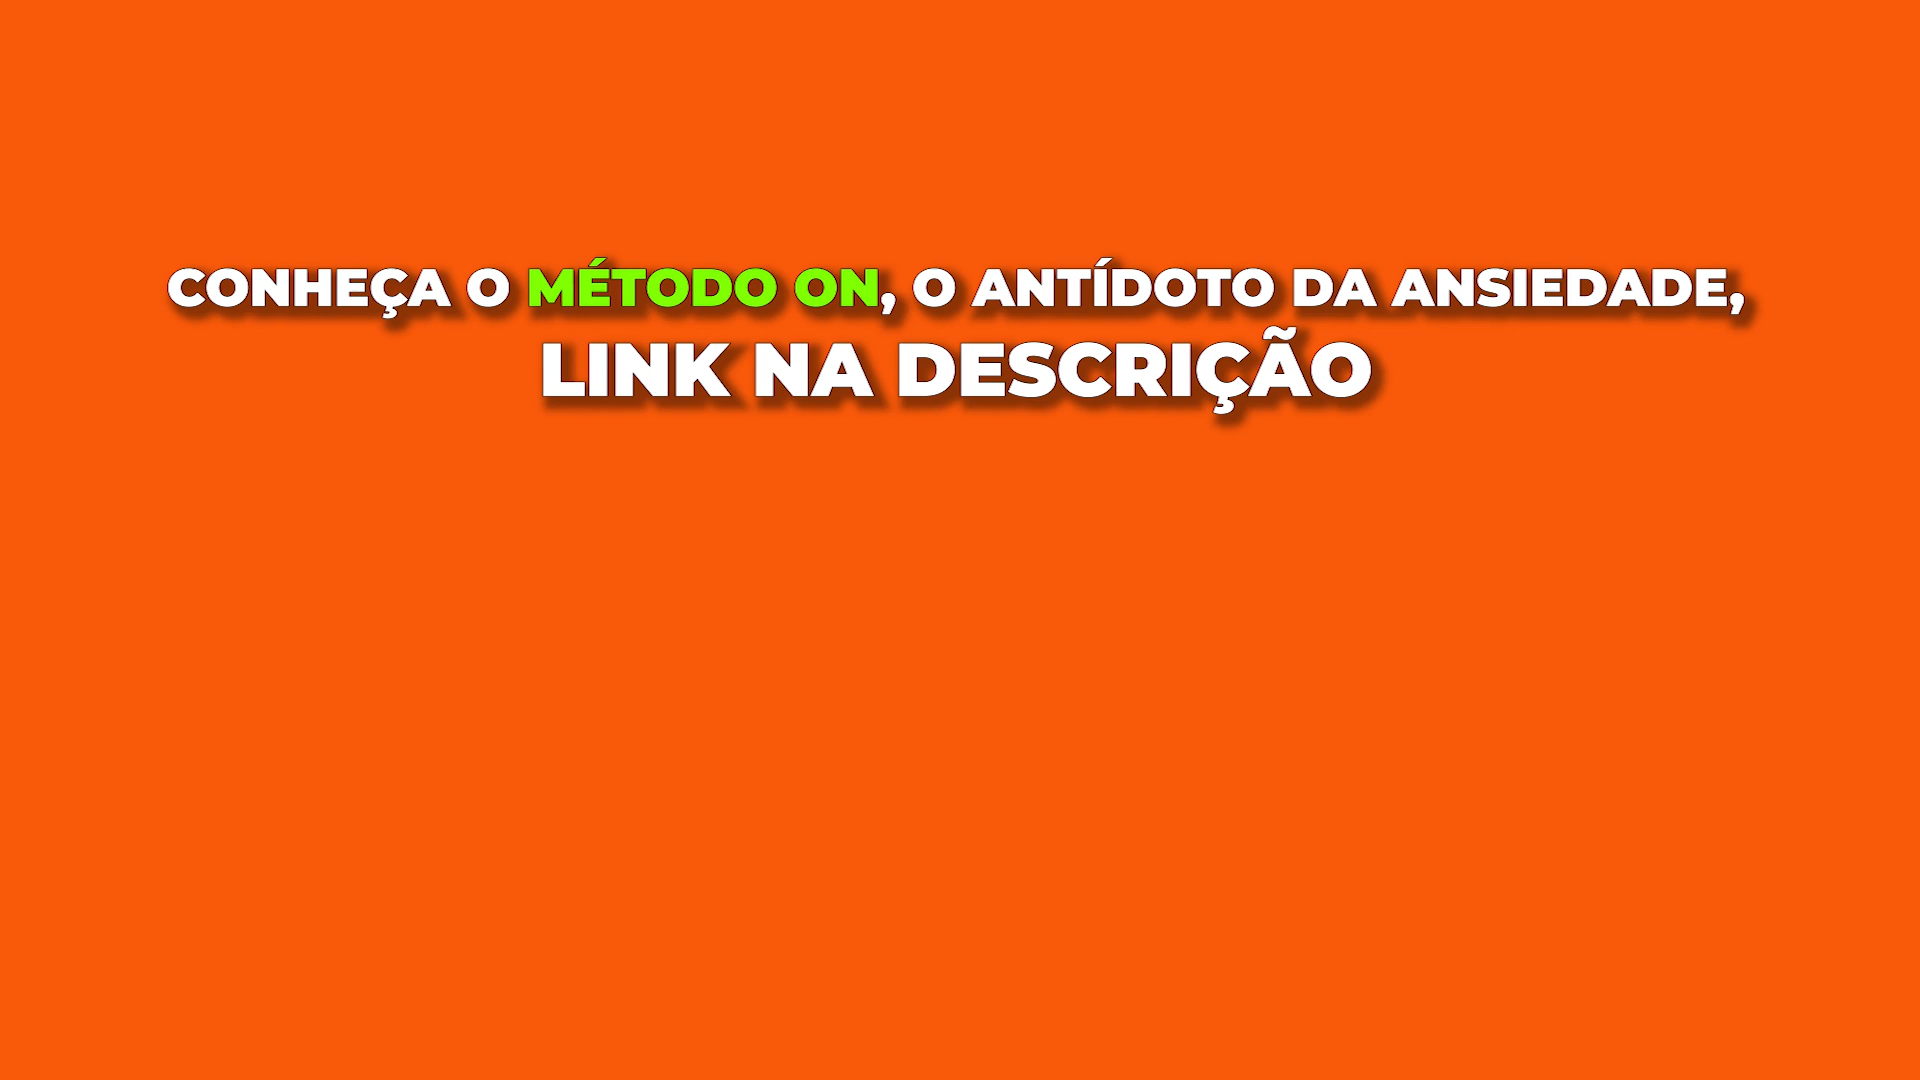 CONHEÇA O MÉTODO ON, O ANTÍDOTO DA ANSIEDADE,
LINK NA DESCRIÇÃO